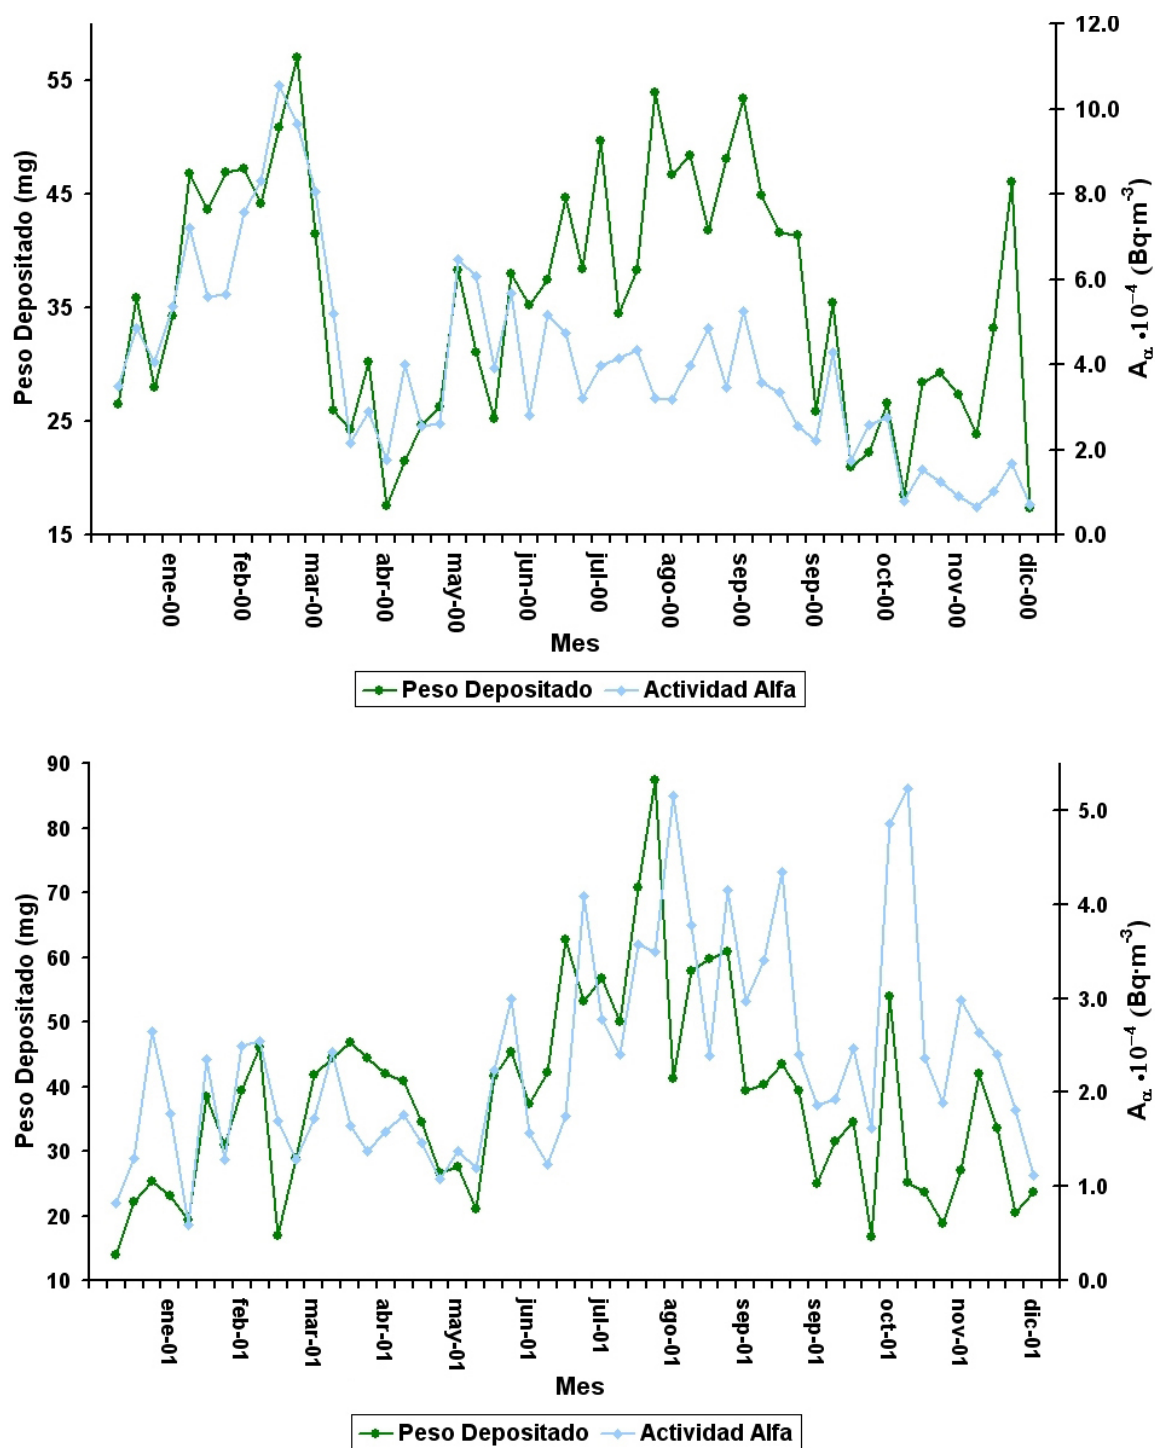 12.0
55
10.0
45
8.0
Peso Depositado (mg)
A_α •10⁻⁴ (Bq·m⁻³)
35
6.0
4.0
25
2.0
15
0.0
ene-00 feb-00 mar-00 abr-00 may-00 jun-00 jul-00 ago-00 sep-00 sep-00 oct-00 nov-00 dic-00
Mes
Peso Depositado Actividad Alfa
90
80
5.0
70
4.0
Peso Depositado (mg)
A_α •10⁻⁴ (Bq·m⁻³)
60
50
3.0
40
2.0
30
20
1.0
10
0.0
ene-01 feb-01 mar-01 abr-01 may-01 jun-01 jul-01 ago-01 sep-01 sep-01 oct-01 nov-01 dic-01
Mes
Peso Depositado Actividad Alfa